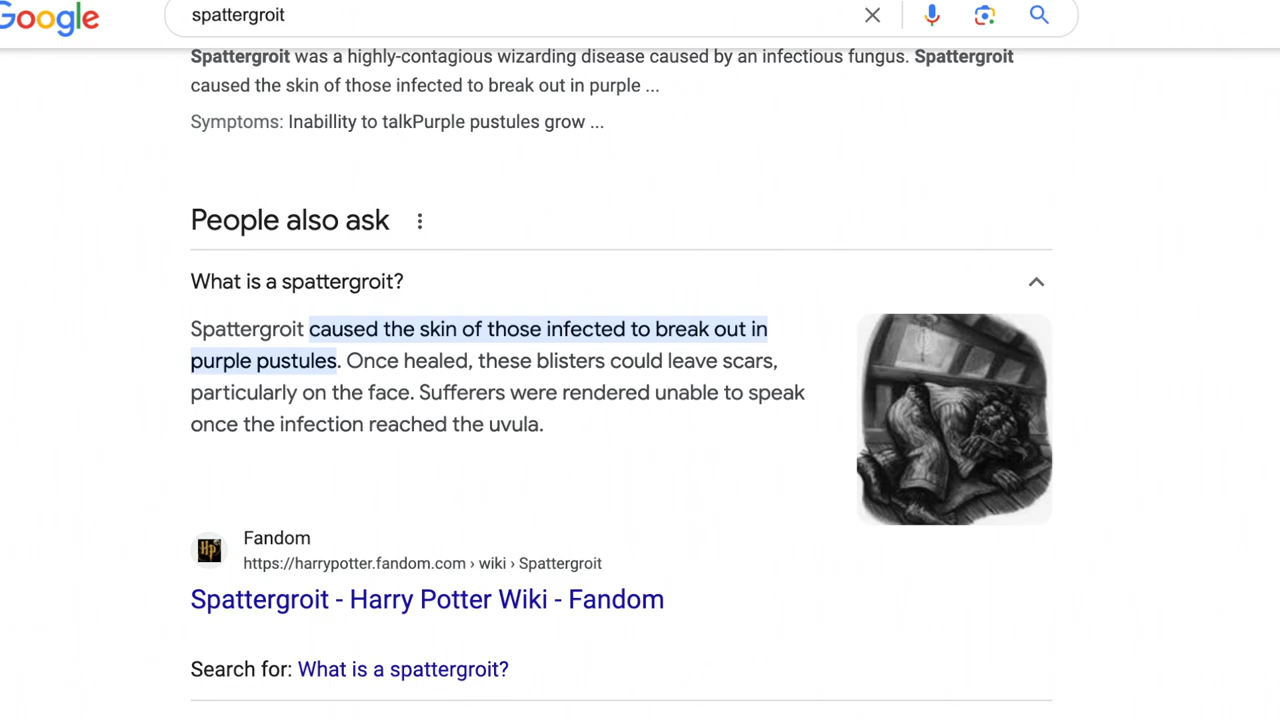 Google
spattergroit
Spattergroit was a highly-contagious wizarding disease caused by an infectious fungus. Spattergroit
caused the skin of those infected to break out in purple ...
Symptoms: Inabillity to talkPurple pustules grow ...
People also ask
What is a spattergroit?
Spattergroit caused the skin of those infected to break out in
purple pustules. Once healed, these blisters could leave scars,
particularly on the face. Sufferers were rendered unable to speak
once the infection reached the uvula.
HP
Fandom
https://harrypotter.fandom.com › wiki › Spattergroit
Spattergroit - Harry Potter Wiki - Fandom
Search for: What is a spattergroit?